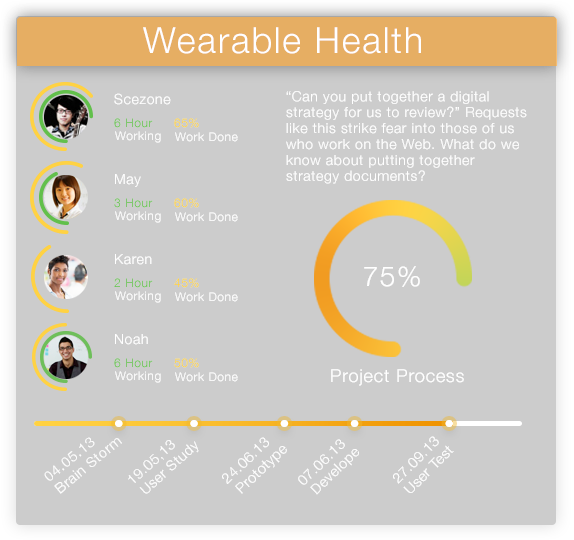 Wearable Health
Scezone
6 Hour 65%
Working Work Done
May
3 Hour 60%
Working Work Done
Karen
2 Hour 45%
Working Work Done
Noah
6 Hour 50%
Working Work Done
“Can you put together a digital
strategy for us to review?” Requests
like this strike fear into those of us
who work on the Web. What do we
know about putting together
strategy documents?
75%
Project Process
04.05.13
Brain Storm
19.05.13
User Study
24.06.13
Prototype
07.06.13
Develope
27.09.13
User Test